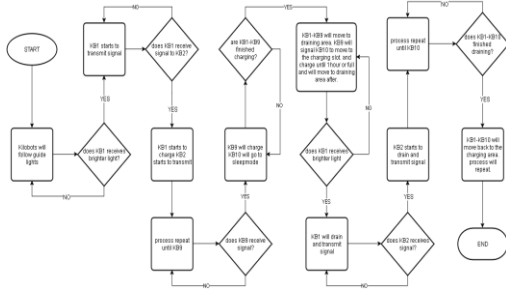 START
Kilobots will
follow guide
lights
does KB1 receives
brighter light?
NO
YES
KB1 starts to
transmit signal
NO
does KB1 receive
signal to KB2?
YES
KB1 starts to
charge KB2
starts to transmit
process repeat
until KB9
does KB9 receive
signal?
NO
YES
KB9 will charge
KB10 will go to
sleepmode
are KB1-KB9
finished
charging?
NO
YES
KB1-KB9 will move to
draining area.
signal KB10 to move to
the charging slot and
charge until 1hour or full
and will move to draining
area after.
does KB1 receives
brighter light
NO
YES
KB1 will drain
and transmit
signal
does KB2 receives
signal?
NO
YES
KB2 starts to
drain and
transmit signal
process repeat
until KB10
NO
does KB1-KB10
finished
draining?
YES
KB1-KB10 will
move back to the
charging area.
process will
repeat.
END